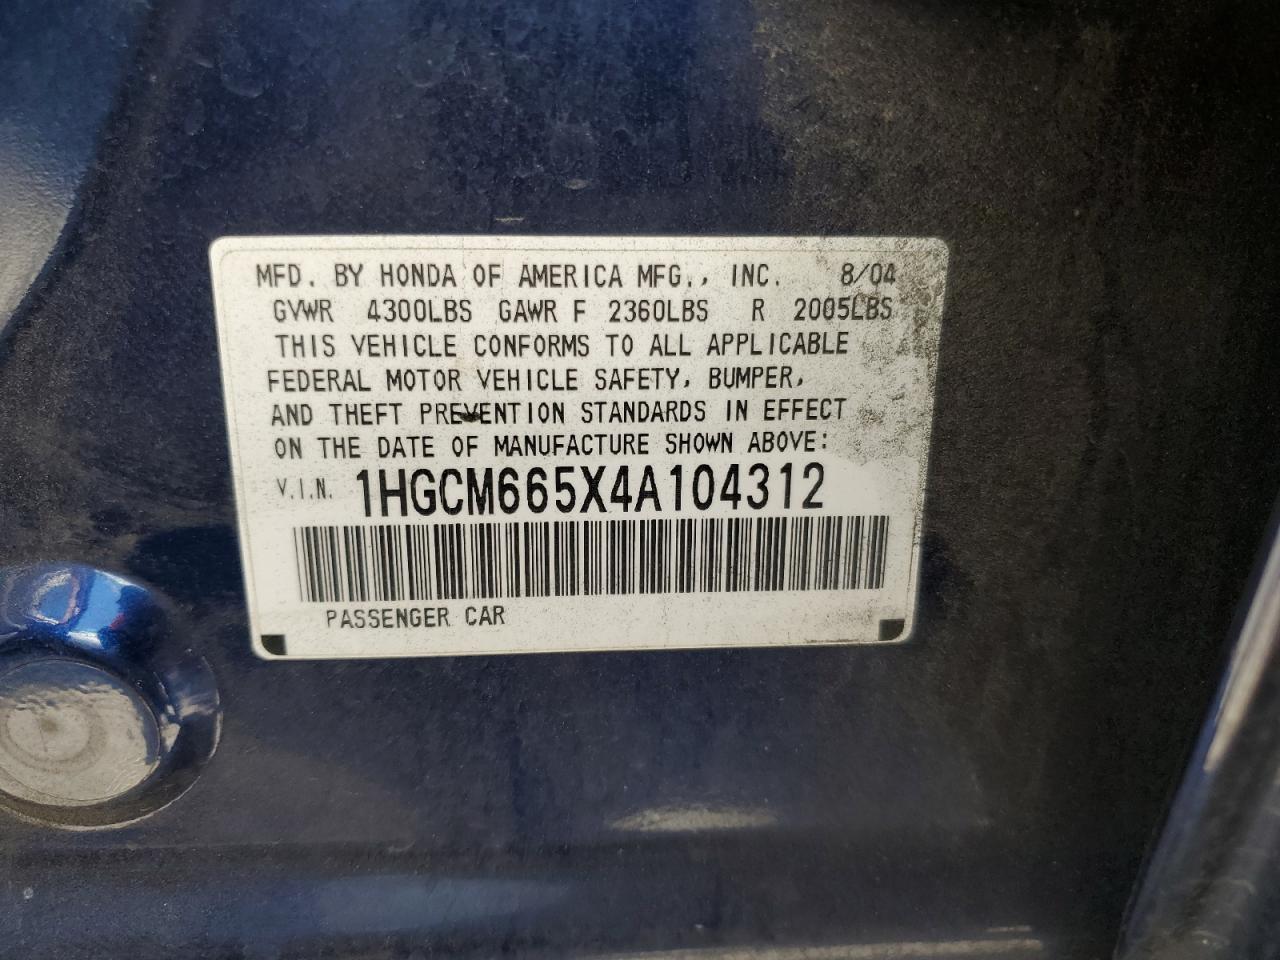 MFD. BY HONDA OF AMERICA MFG., INC. 8/04
GVWR 4300LBS GAWR F 2360LBS R 2005LBS
THIS VEHICLE CONFORMS TO ALL APPLICABLE
FEDERAL MOTOR VEHICLE SAFETY, BUMPER,
AND THEFT PREVENTION STANDARDS IN EFFECT
ON THE DATE OF MANUFACTURE SHOWN ABOVE:
V.I.N. 1HGCM665X4A104312
PASSENGER CAR